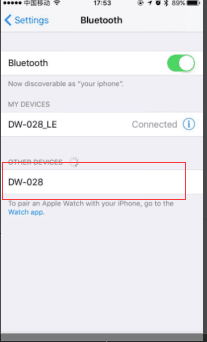 中国移动 17:53 89%
Settings Bluetooth
Bluetooth
Now discoverable as "your iphone".
MY DEVICES
DW-028_LE Connected
OTHER DEVICES
DW-028
To pair an Apple Watch with your iPhone, go to the
Watch app.